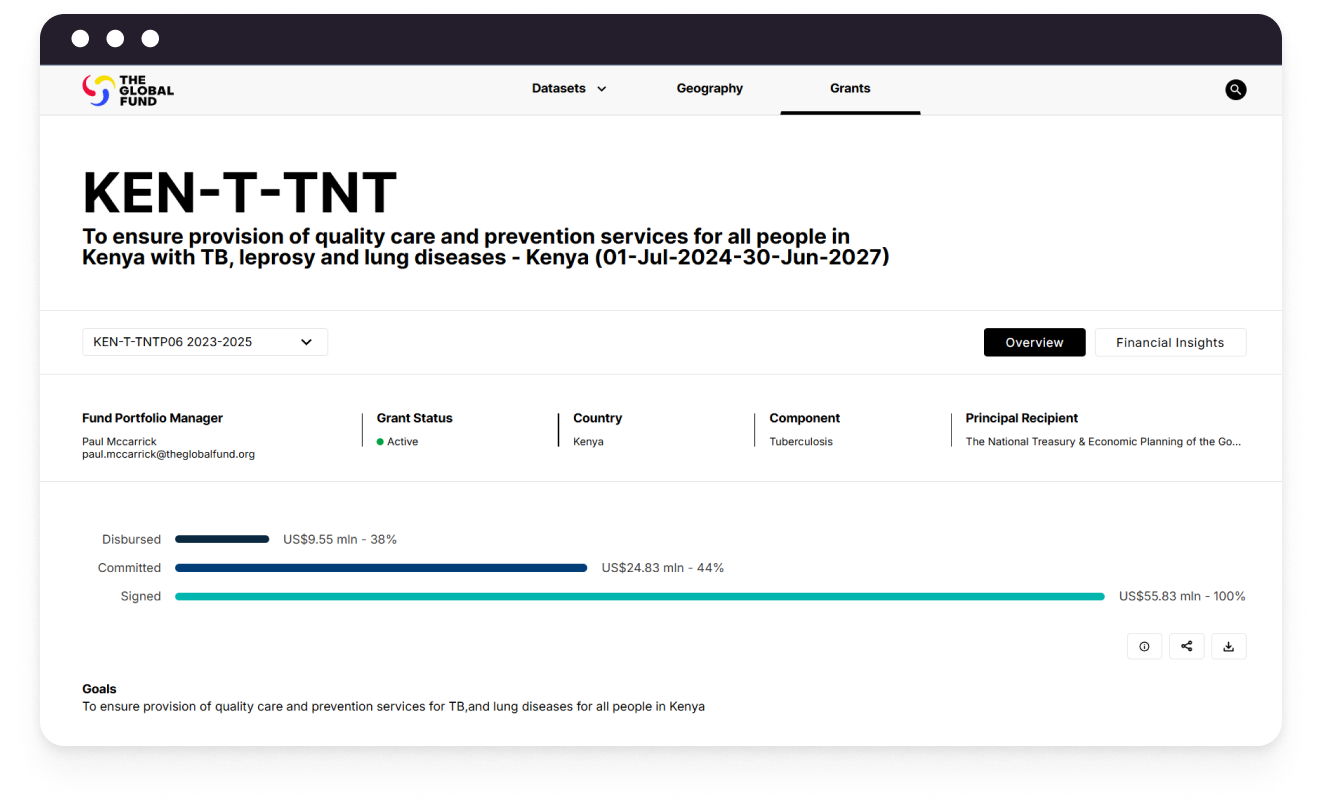 THE
GLOBAL
FUND
Datasets
Geography
Grants
KEN-T-TNT
To ensure provision of quality care and prevention services for all people in
Kenya with TB, leprosy and lung diseases - Kenya (01-Jul-2024-30-Jun-2027)
KEN-T-TNTP06 2023-2025
Overview
Financial Insights
Fund Portfolio Manager
Paul Mccarrick
paul.mccarrick@theglobalfund.org
Grant Status
Active
Country
Kenya
Component
Tuberculosis
Principal Recipient
The National Treasury & Economic Planning of the Go...
Disbursed US$9.55 mln - 38%
Committed US$24.83 mln - 44%
Signed US$55.83 mln - 100%
Goals
To ensure provision of quality care and prevention services for TB,and lung diseases for all people in Kenya